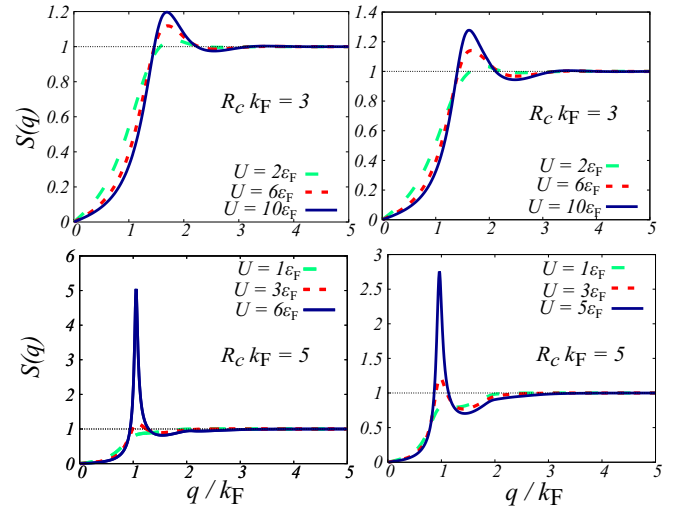 1.2
1
0.8
0.6
0.4
0.2
0
S(q)
R_c k_F = 3
U = 2ε_F
U = 6ε_F
U = 10ε_F
0 1 2 3 4 5
1.4
1.2
1
0.8
0.6
0.4
0.2
0
R_c k_F = 3
U = 2ε_F
U = 6ε_F
U = 10ε_F
0 1 2 3 4 5
6
5
4
3
2
1
0
S(q)
U = 1ε_F
U = 3ε_F
U = 6ε_F
R_c k_F = 5
0 1 2 3 4 5
q / k_F
3
2.5
2
1.5
1
0.5
0
U = 1ε_F
U = 3ε_F
U = 5ε_F
R_c k_F = 5
0 1 2 3 4 5
q / k_F